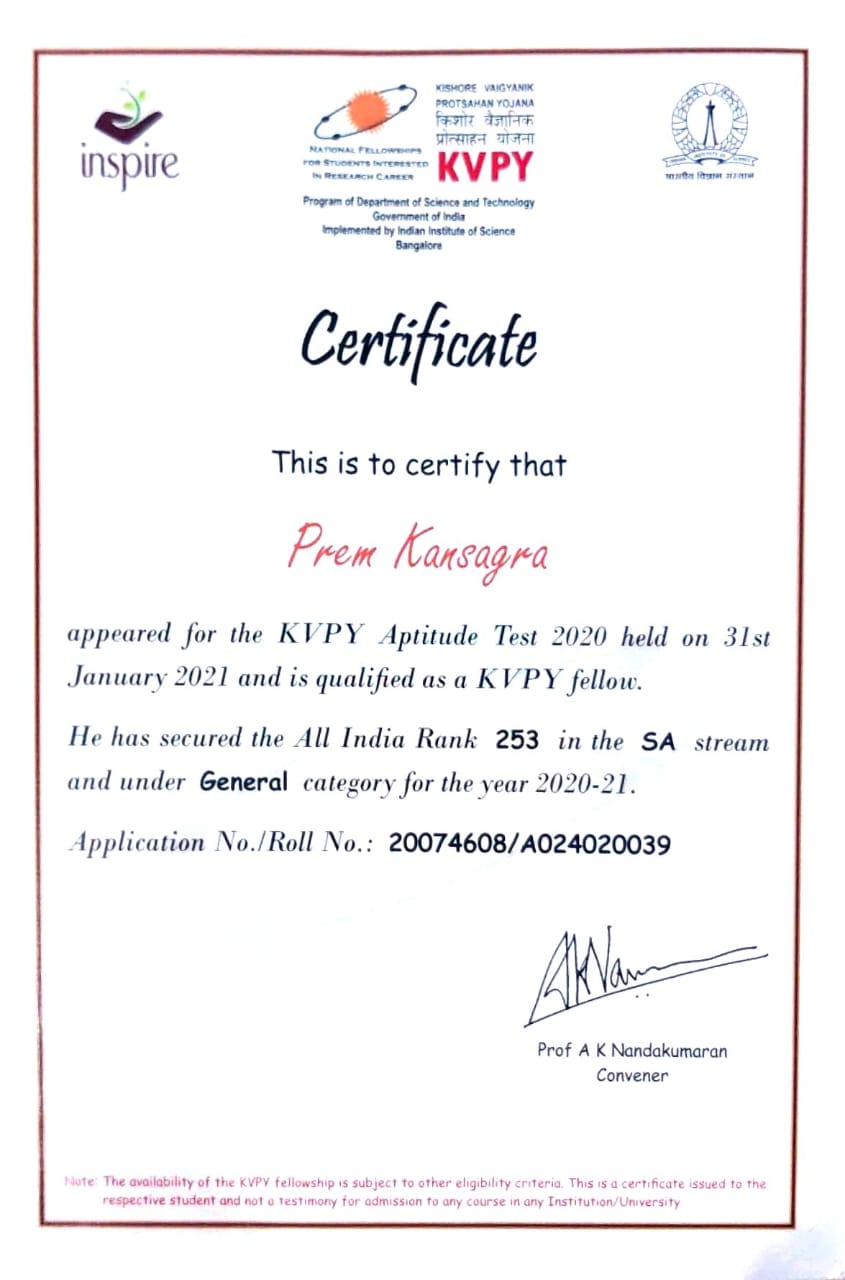 inspire
NATIONAL FELLOWSHIPS
FOR STUDENTS INTERESTED
IN RESEARCH CAREER
KISHORE VAIGYANIK
PROTSAHAN YOJANA
किशोर वैज्ञानिक
प्रोत्साहन योजना
KVPY
Program of Department of Science and Technology
Government of India
Implemented by Indian Institute of Science
Bangalore
INDIAN INSTITUTE OF SCIENCE
भारतीय विज्ञान संस्थान
Certificate
This is to certify that
Prem Kansagra
appeared for the KVPY Aptitude Test 2020 held on 31st
January 2021 and is qualified as a KVPY fellow.
He has secured the All India Rank 253 in the SA stream
and under General category for the year 2020-21.
Application No./Roll No.: 20074608/A024020039
Prof A K Nandakumaran
Convener
Note: The availability of the KVPY fellowship is subject to other eligibility criteria. This is a certificate issued to the
respective student and not a testimony for admission to any course in any Institution/University